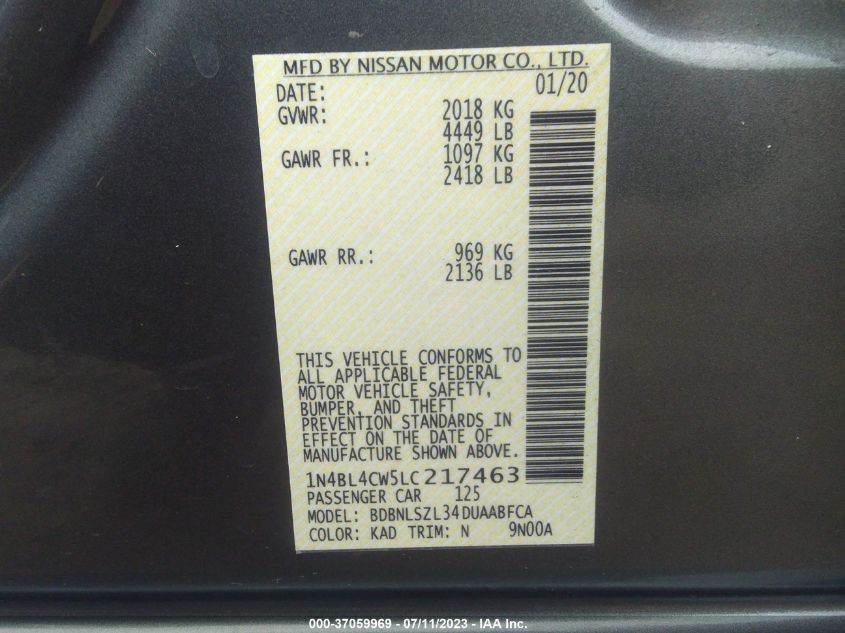 MFD BY NISSAN MOTOR CO., LTD.
DATE: 01/20
GVWR: 2018 KG
4449 LB
GAWR FR.: 1097 KG
2418 LB
GAWR RR.: 969 KG
2136 LB
THIS VEHICLE CONFORMS TO
ALL APPLICABLE FEDERAL
MOTOR VEHICLE SAFETY,
BUMPER, AND THEFT
PREVENTION STANDARDS IN
EFFECT ON THE DATE OF
MANUFACTURE SHOWN ABOVE.
1N4BL4CW5LC217463
PASSENGER CAR 125
MODEL: BDBNLSZL34DUAABFCA
COLOR: KAD TRIM: N 9N00A
000-37059969 - 07/11/2023 - IAA Inc.